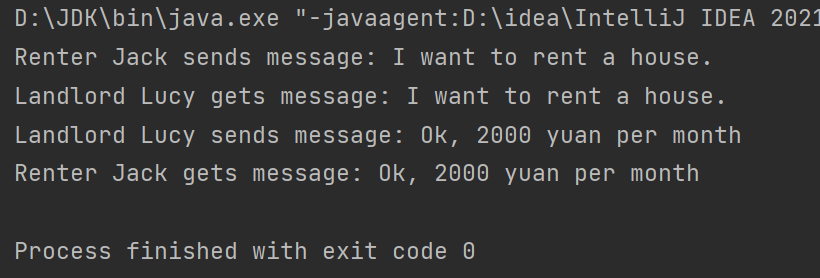 D:\JDK\bin\java.exe "-javaagent:D:\idea\IntelliJ IDEA 2021
Renter Jack sends message: I want to rent a house.
Landlord Lucy gets message: I want to rent a house.
Landlord Lucy sends message: Ok, 2000 yuan per month
Renter Jack gets message: Ok, 2000 yuan per month
Process finished with exit code 0